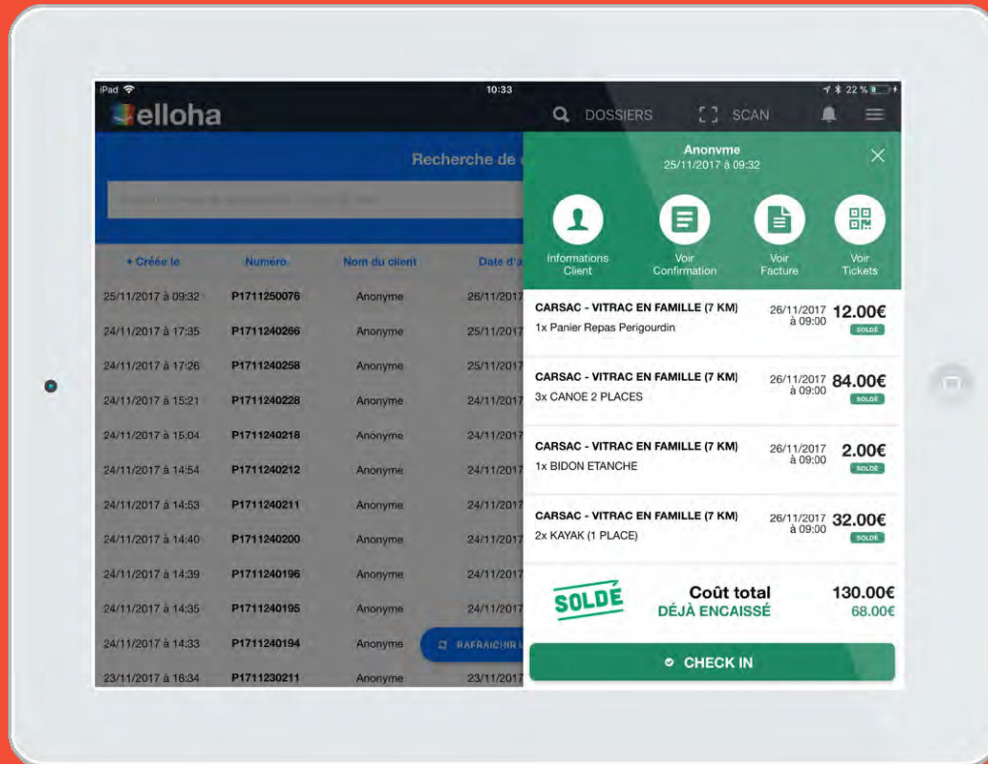 iPad
10:33
22 %
elloha
DOSSIERS
SCAN
Recherche de
Anonyme
25/11/2017 à 09:32
Informations
Client
Voir
Confirmation
Voir
Facture
Voir
Tickets
Créée le Numéro Nom du client Date d'a
25/11/2017 à 09:32 P1711250076 Anonyme 26/11/2017
24/11/2017 à 17:35 P1711240266 Anonyme 25/11/2017
24/11/2017 à 17:26 P1711240258 Anonyme 25/11/2017
24/11/2017 à 15:21 P1711240228 Anonyme 24/11/2017
24/11/2017 à 15:04 P1711240218 Anonyme 24/11/2017
24/11/2017 à 14:54 P1711240212 Anonyme 24/11/2017
24/11/2017 à 14:53 P1711240211 Anonyme 24/11/2017
24/11/2017 à 14:40 P1711240200 Anonyme 24/11/2017
24/11/2017 à 14:39 P1711240196 Anonyme 24/11/2017
24/11/2017 à 14:35 P1711240195 Anonyme 24/11/2017
24/11/2017 à 14:33 P1711240194 Anonyme
RAFRAICHIR
23/11/2017 à 16:34 P1711230211 Anonyme 23/11/2017
CARSAC - VITRAC EN FAMILLE (7 KM) 26/11/2017 12.00€
1x Panier Repas Perigourdin à 09:00 SOLDÉ
CARSAC - VITRAC EN FAMILLE (7 KM) 26/11/2017 84.00€
3x CANOE 2 PLACES à 09:00 SOLDÉ
CARSAC - VITRAC EN FAMILLE (7 KM) 26/11/2017 2.00€
1x BIDON ETANCHE à 09:00 SOLDÉ
CARSAC - VITRAC EN FAMILLE (7 KM) 26/11/2017 32.00€
2x KAYAK (1 PLACE) à 09:00 SOLDÉ
SOLDÉ
Coût total 130.00€
DÉJÀ ENCAISSÉ 68.00€
CHECK IN